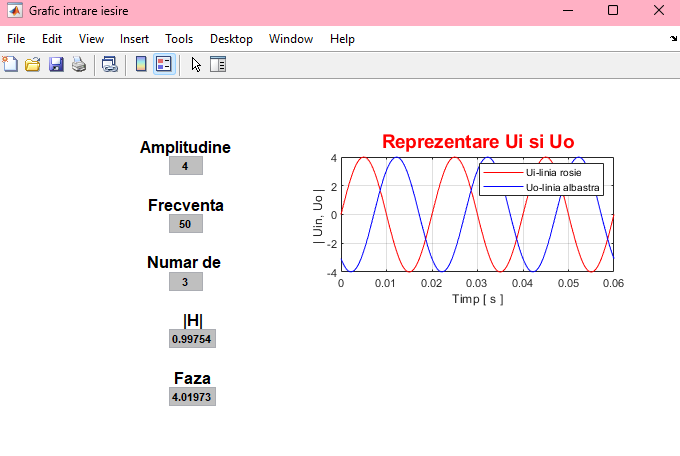 Grafic intrare iesire
File Edit View Insert Tools Desktop Window Help
Amplitudine
4
Frecventa
50
Numar de
3
|H|
0.99754
Faza
4.01973
Reprezentare Ui si Uo
Ui-linia rosie
Uo-linia albastra
| Uin, Uo |
4
2
0
-2
-4
0 0.01 0.02 0.03 0.04 0.05 0.06
Timp [ s ]